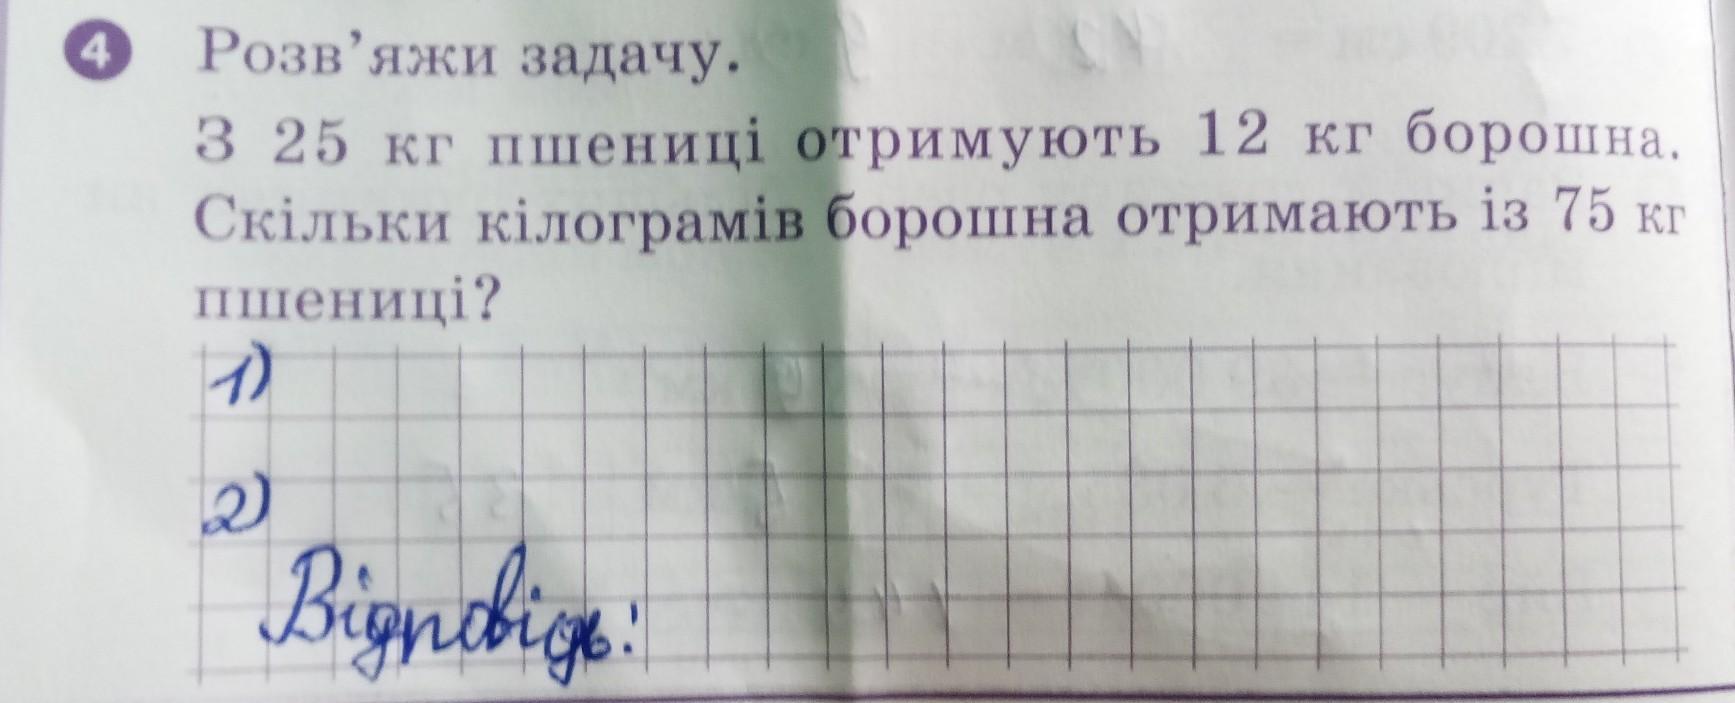 4 Розв’яжи задачу.
З 25 кг пшениці отримують 12 кг борошна.
Скільки кілограмів борошна отримають із 75 кг
пшениці?
1)
2)
Відповідь: